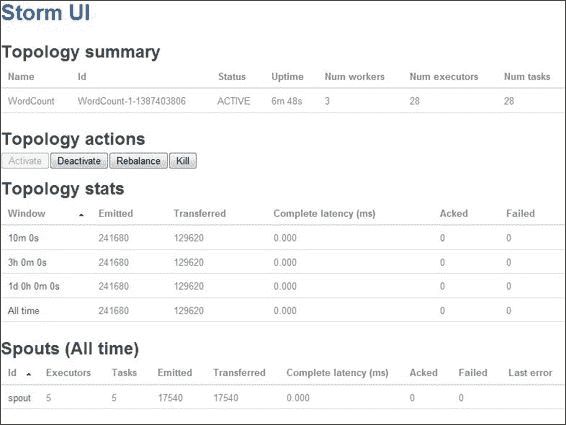 Storm UI
Topology summary
Name Id Status Uptime Num workers Num executors Num tasks
WordCount WordCount-1-1387403806 ACTIVE 6m 48s 3 28 28
Topology actions
Activate Deactivate Rebalance Kill
Topology stats
Window Emitted Transferred Complete latency (ms) Acked Failed
10m 0s 241680 129620 0.000 0 0
3h 0m 0s 241680 129620 0.000 0 0
1d 0h 0m 0s 241680 129620 0.000 0 0
All time 241680 129620 0.000 0 0
Spouts (All time)
Id Executors Tasks Emitted Transferred Complete latency (ms) Acked Failed Last error
spout 5 5 17540 17540 0.000 0 0